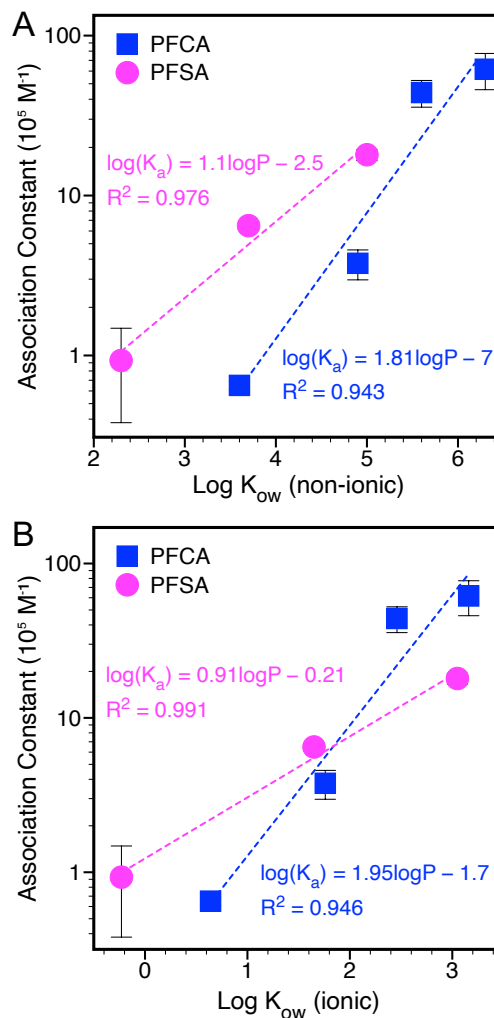 A
PFCA
PFSA
Association Constant (10⁵ M⁻¹)
100
10
1
log(Kₐ) = 1.1logP − 2.5
R² = 0.976
log(Kₐ) = 1.81logP − 7
R² = 0.943
2 3 4 5 6
Log K_ow (non-ionic)
B
PFCA
PFSA
Association Constant (10⁵ M⁻¹)
100
10
1
log(Kₐ) = 0.91logP − 0.21
R² = 0.991
log(Kₐ) = 1.95logP − 1.7
R² = 0.946
0 1 2 3
Log K_ow (ionic)